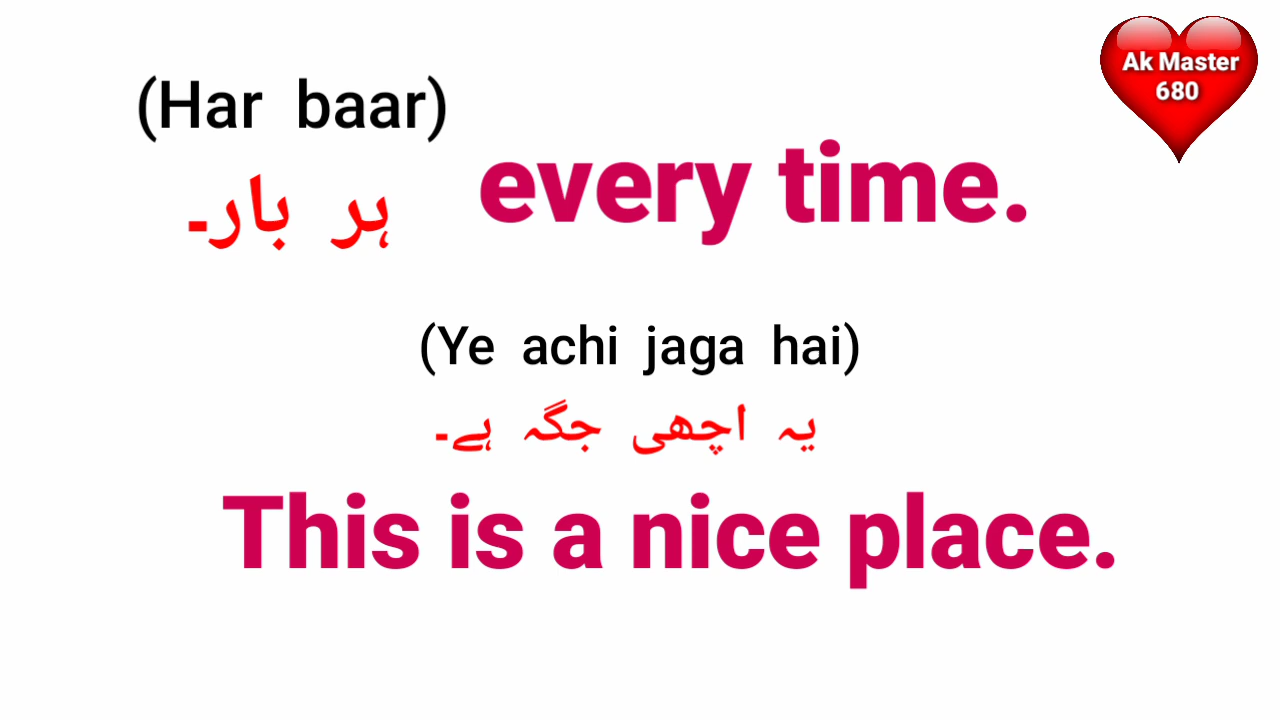 (Har baar)
ہر بار۔
every time.
(Ye achi jaga hai)
یہ اچھی جگہ ہے۔
This is a nice place.
Ak Master
680